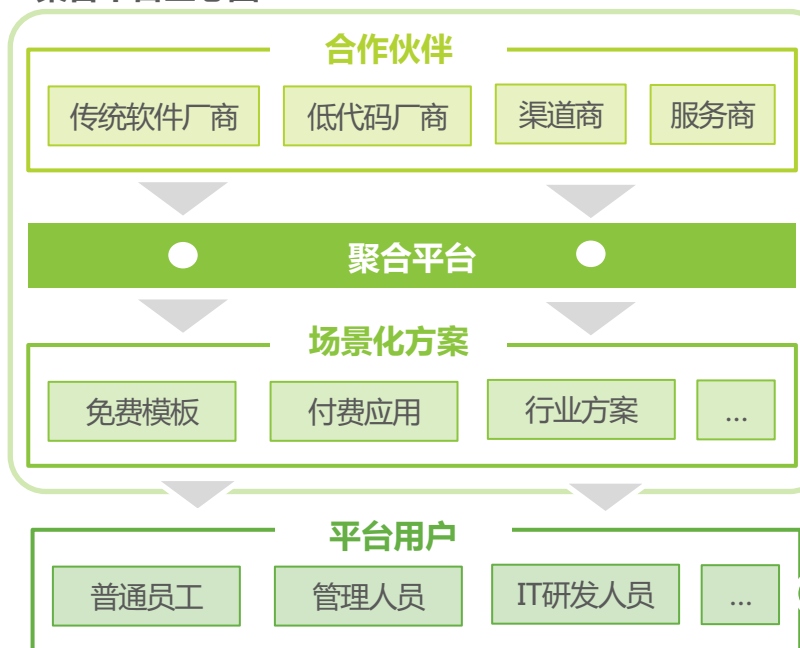 合作伙伴
传统软件厂商 低代码厂商 渠道商 服务商
聚合平台
场景化方案
免费模板 付费应用 行业方案 …
平台用户
普通员工 管理人员 IT研发人员 …